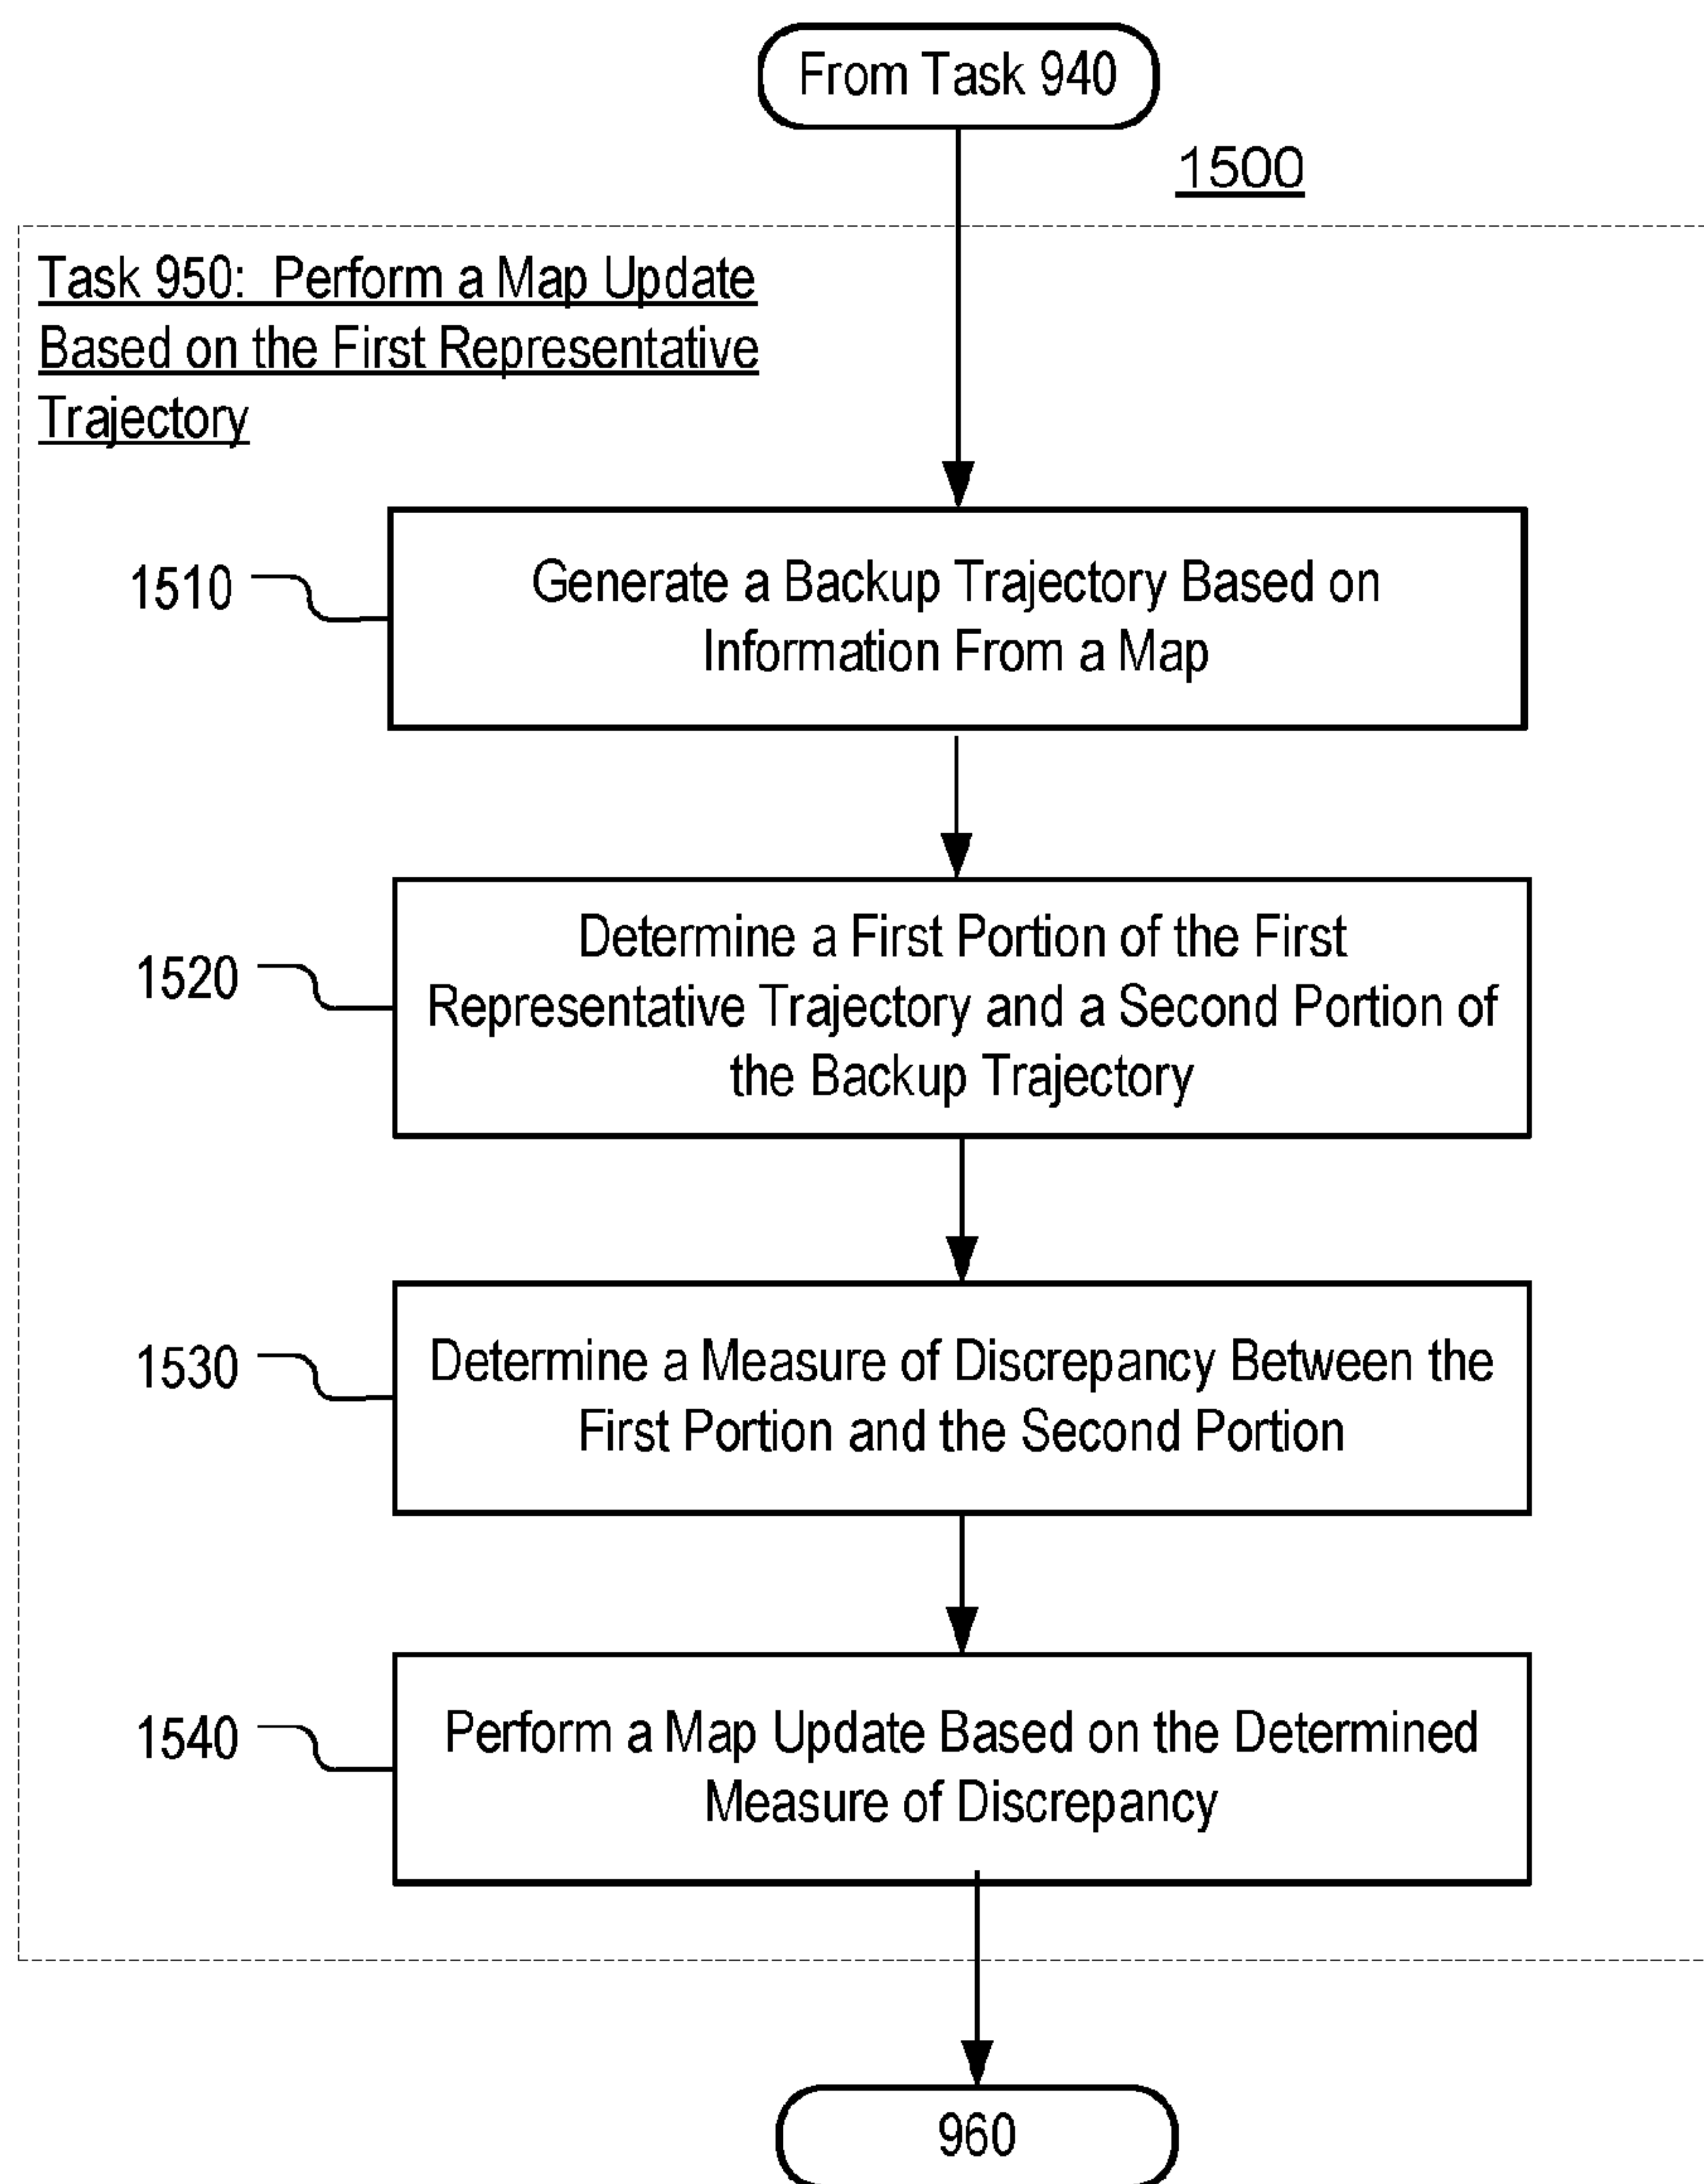 From Task 940
1500
Task 950: Perform a Map Update
Based on the First Representative
Trajectory
1510
Generate a Backup Trajectory Based on
Information From a Map
1520
Determine a First Portion of the First
Representative Trajectory and a Second Portion of
the Backup Trajectory
1530
Determine a Measure of Discrepancy Between the
First Portion and the Second Portion
1540
Perform a Map Update Based on the Determined
Measure of Discrepancy
960